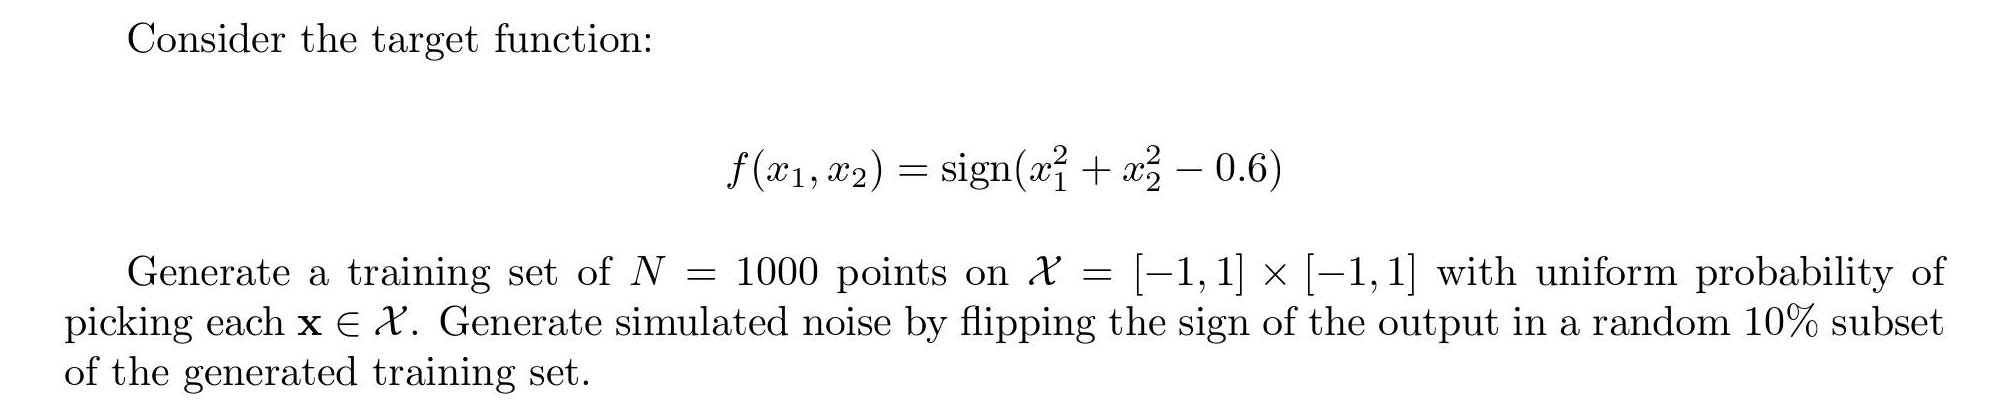 Consider the target function:
f(x₁, x₂) = sign(x₁² + x₂² − 0.6)
Generate a training set of N = 1000 points on 𝒳 = [−1, 1] × [−1, 1] with uniform probability of
picking each x ∈ 𝒳. Generate simulated noise by flipping the sign of the output in a random 10% subset
of the generated training set.